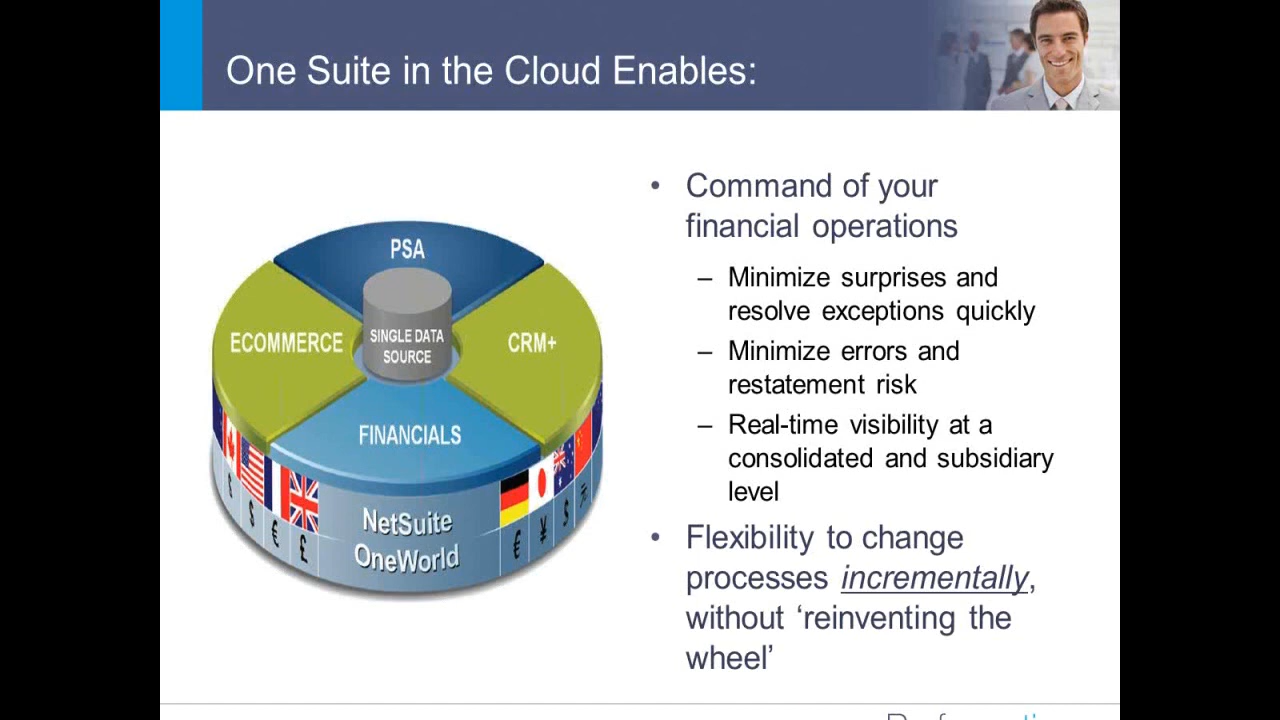 One Suite in the Cloud Enables:
PSA
ECOMMERCE
SINGLE DATA
SOURCE
CRM+
FINANCIALS
NetSuite
OneWorld
£
$
€
£
€
¥
$
元
• Command of your
financial operations
– Minimize surprises and
resolve exceptions quickly
– Minimize errors and
restatement risk
– Real-time visibility at a
consolidated and subsidiary
level
• Flexibility to change
processes incrementally,
without ‘reinventing the
wheel’